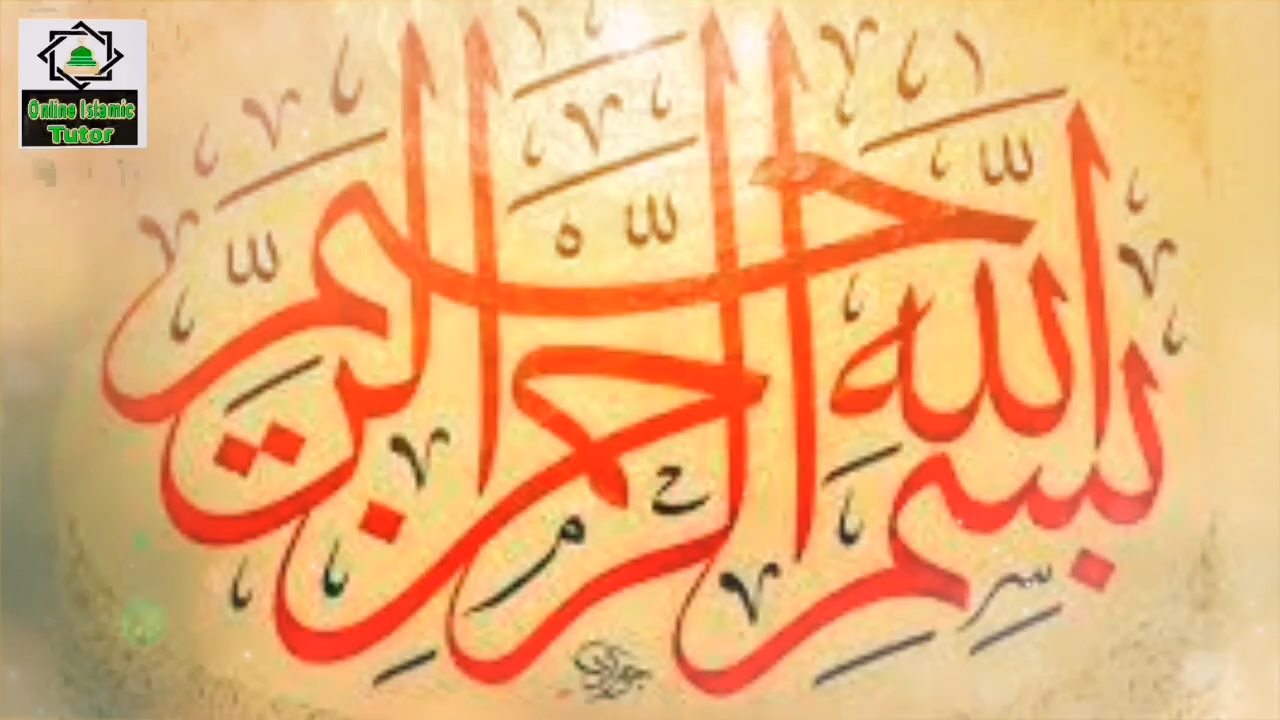 Online Islamic
Tutor
بِسْمِ اللَّهِ الرَّحْمَٰنِ الرَّحِيمِ